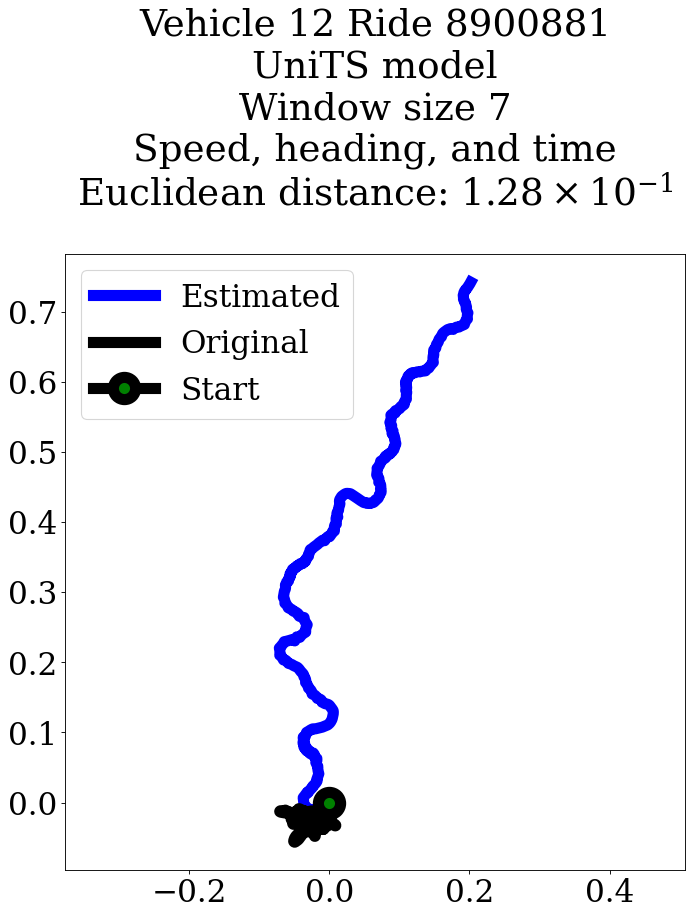 Vehicle 12 Ride 8900881
UniTS model
Window size 7
Speed, heading, and time
Euclidean distance: 1.28 × 10⁻¹
Estimated
Original
Start
0.7
0.6
0.5
0.4
0.3
0.2
0.1
0.0
−0.2 0.0 0.2 0.4